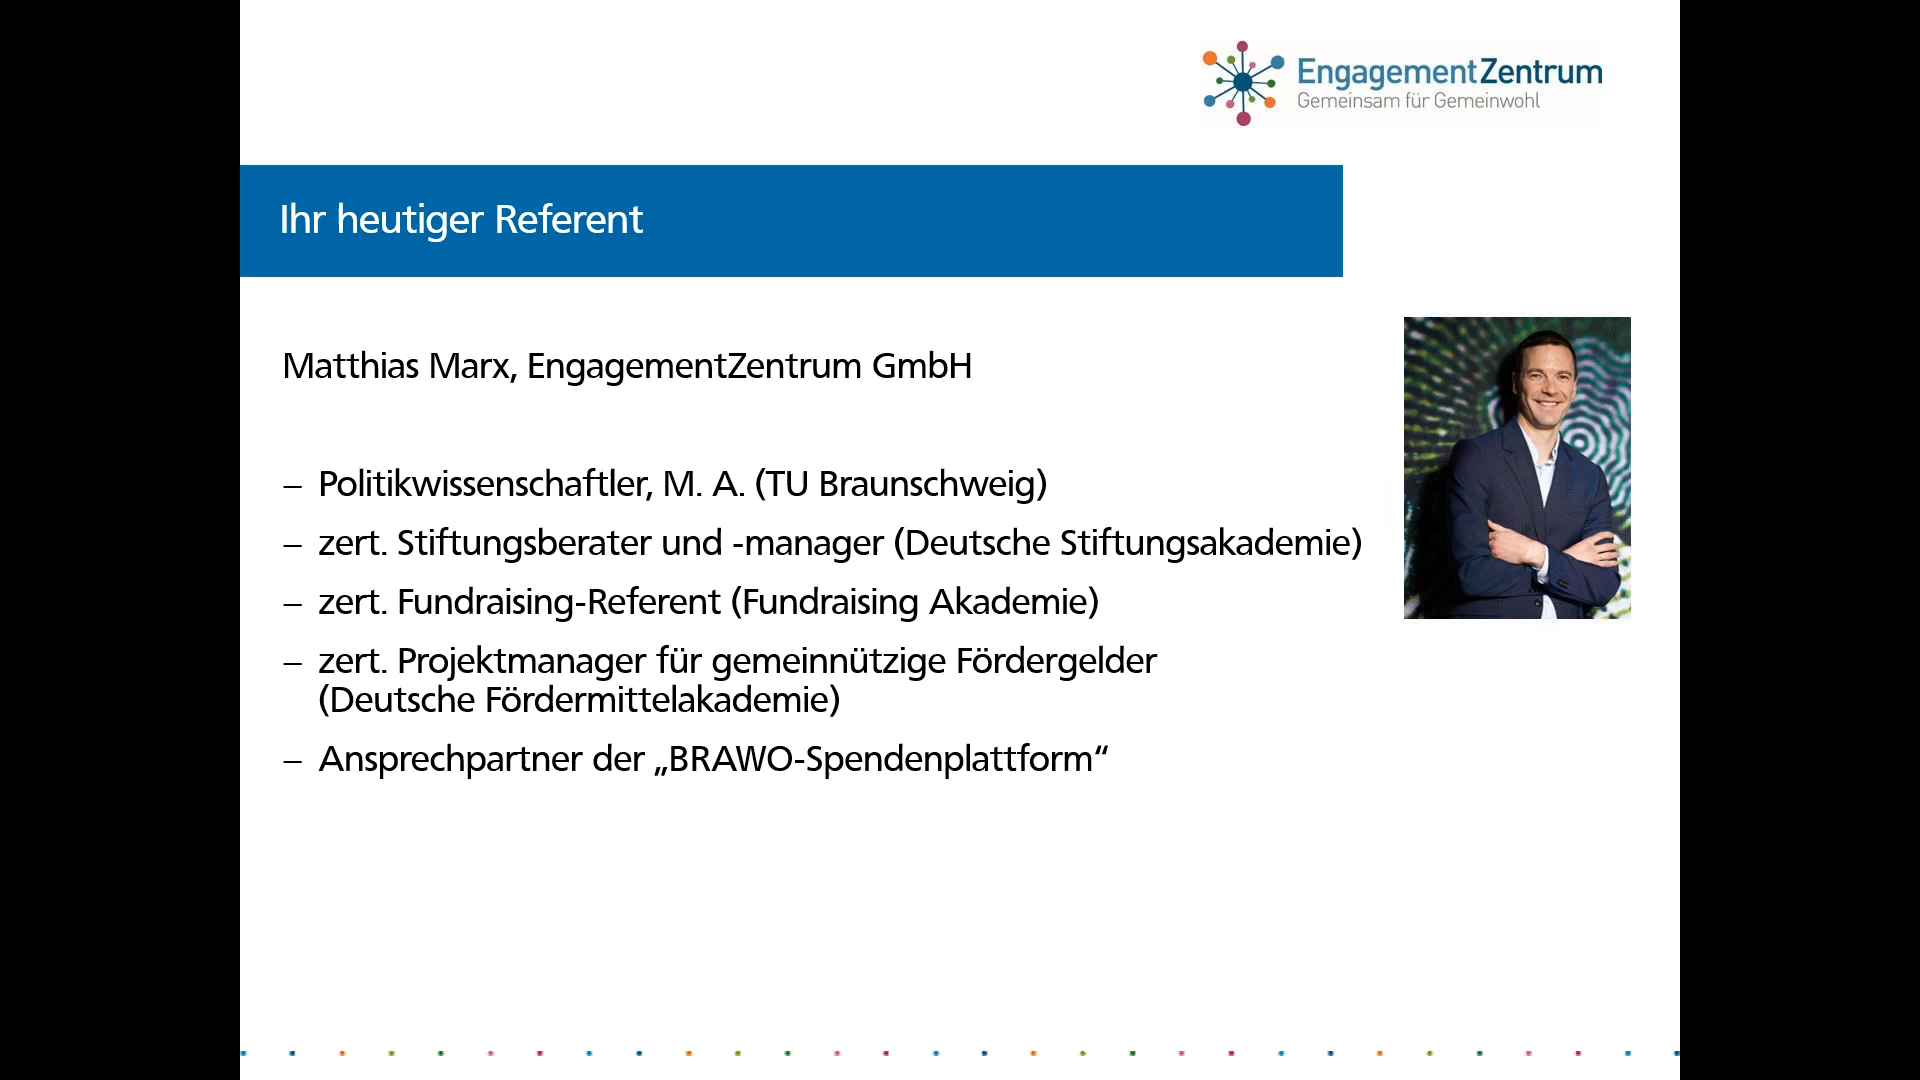 EngagementZentrum
Gemeinsam für Gemeinwohl
Ihr heutiger Referent
Matthias Marx, EngagementZentrum GmbH
– Politikwissenschaftler, M. A. (TU Braunschweig)
– zert. Stiftungsberater und -manager (Deutsche Stiftungsakademie)
– zert. Fundraising-Referent (Fundraising Akademie)
– zert. Projektmanager für gemeinnützige Fördergelder
(Deutsche Fördermittelakademie)
– Ansprechpartner der „BRAWO-Spendenplattform“